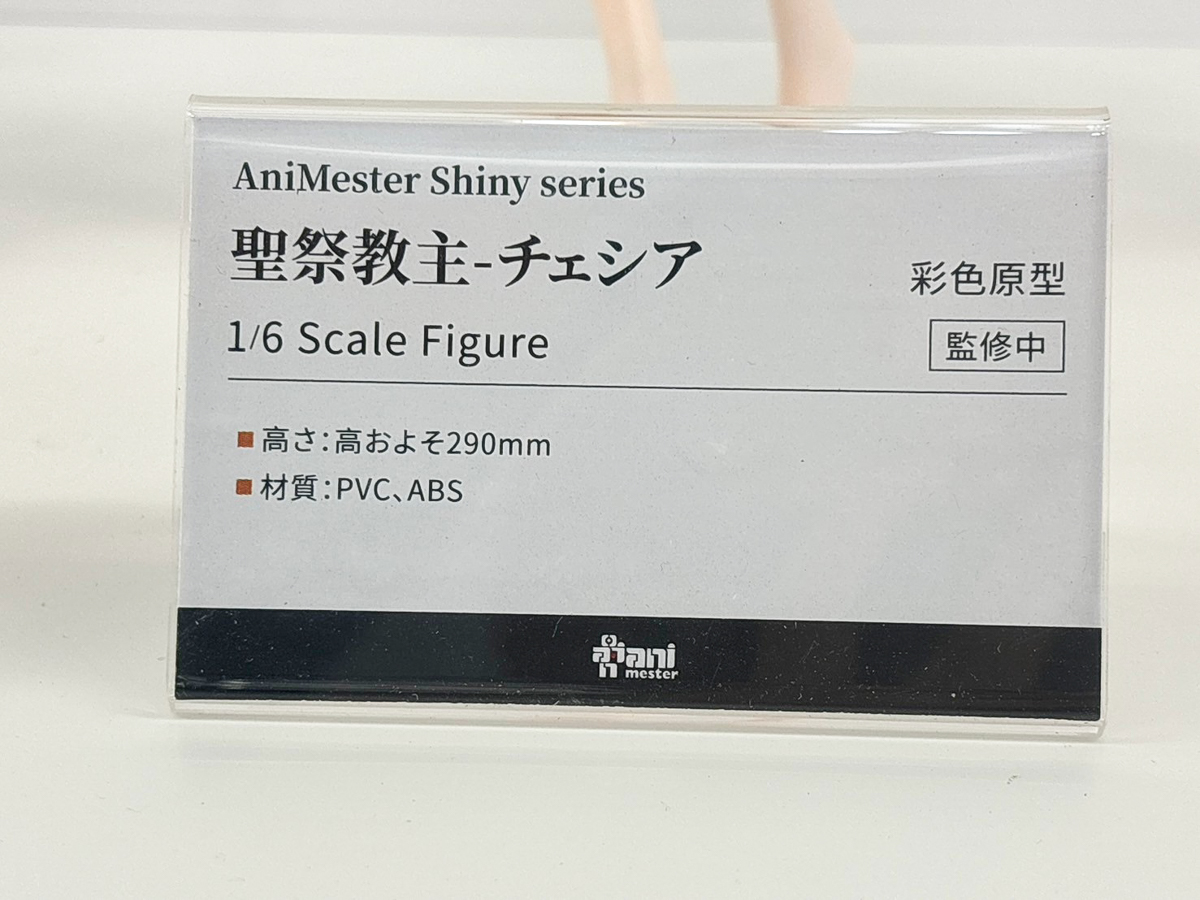 AniMester Shiny series
聖祭教主-チェシア
彩色原型
1/6 Scale Figure
監修中
高さ：高およそ290mm
材質：PVC、ABS
ani
mester